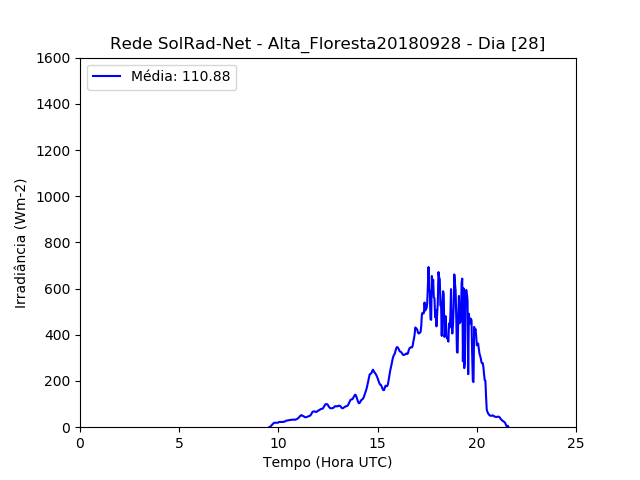 Rede SolRad-Net - Alta_Floresta20180928 - Dia [28]
Média: 110.88
1600
1400
1200
1000
800
600
400
200
0
Irradiância (Wm-2)
0 5 10 15 20 25
Tempo (Hora UTC)